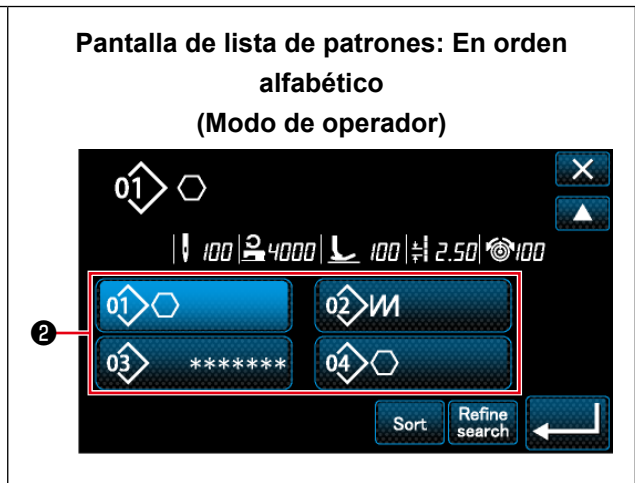 Pantalla de lista de patrones: En orden
alfabético
(Modo de operador)
01
100 4000 100 2.50 100
01 02
❷
03 ******* 04
Sort Refine
search